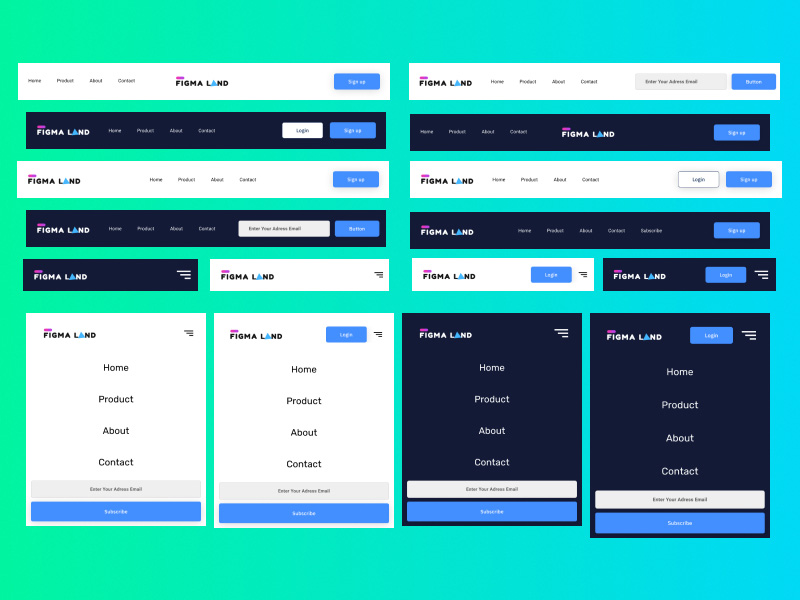 Home Product About Contact FIGMA LAND Sign up
FIGMA LAND Home Product About Contact Enter Your Adress Email Button
FIGMA LAND Home Product About Contact Login Sign up
Home Product About Contact FIGMA LAND Sign up
FIGMA LAND Home Product About Contact Sign up
FIGMA LAND Home Product About Contact Login Sign up
FIGMA LAND Home Product About Contact Enter Your Adress Email Button
FIGMA LAND Home Product About Contact Subscribe Sign up
FIGMA LAND
FIGMA LAND
FIGMA LAND Login
FIGMA LAND Login
FIGMA LAND
Home
Product
About
Contact
Enter Your Adress Email
Subscribe
FIGMA LAND Login
Home
Product
About
Contact
Enter Your Adress Email
Subscribe
FIGMA LAND
Home
Product
About
Contact
Enter Your Adress Email
Subscribe
FIGMA LAND Login
Home
Product
About
Contact
Enter Your Adress Email
Subscribe